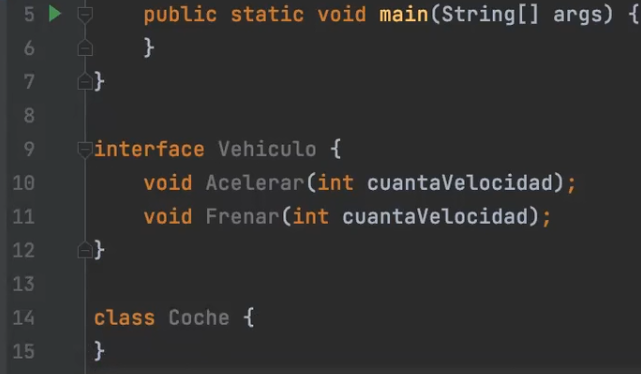 5 public static void main(String[] args) {
6 }
7 }
8
9 interface Vehiculo {
10 void Acelerar(int cuantaVelocidad);
11 void Frenar(int cuantaVelocidad);
12 }
13
14 class Coche {
15 }